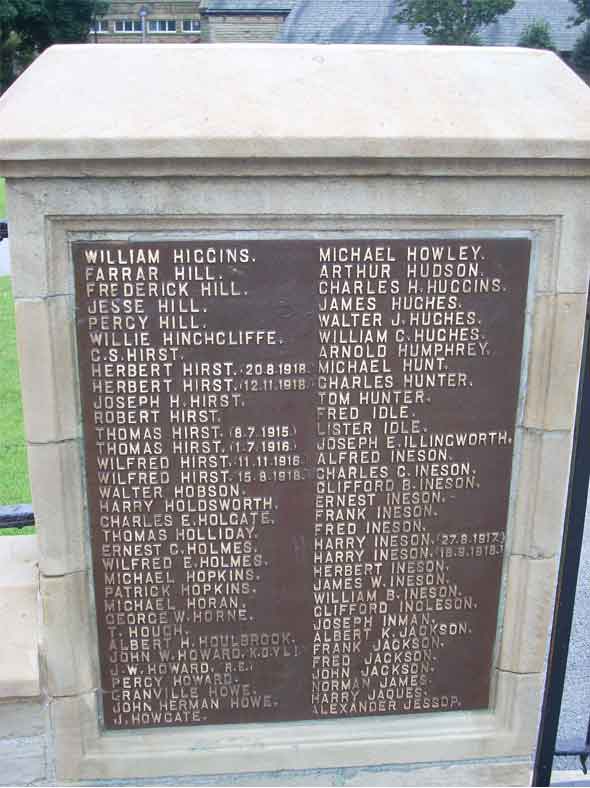 WILLIAM HIGGINS.
FARRAR HILL.
FREDERICK HILL.
JESSE HILL.
PERCY HILL.
WILLIE HINCHCLIFFE.
C.S. HIRST.
HERBERT HIRST. (20.8.1918.
HERBERT HIRST. (12.11.1918.)
JOSEPH H. HIRST.
ROBERT HIRST.
THOMAS HIRST. (8.7.1915.)
THOMAS HIRST. (1.7.1916.)
WILFRED HIRST. (11.11.1916.
WILFRED HIRST. (15.8.1918.
WALTER HOBSON.
HARRY HOLDSWORTH.
CHARLES E. HOLGATE.
THOMAS HOLLIDAY.
ERNEST C. HOLMES.
WILFRED E. HOLMES.
MICHAEL HOPKINS.
PATRICK HOPKINS.
MICHAEL HORAN.
GEORGE W. HORNE.
T. HOUGH.
ALBERT H. HOULBROOK.
JOHN W. HOWARD. (K.O.Y.L.I.)
J.W. HOWARD. (R.E.)
PERCY HOWARD.
GRANVILLE HOWE.
JOHN HERMAN HOWE.
J. HOWGATE.
MICHAEL HOWLEY.
ARTHUR HUDSON.
CHARLES H. HUGGINS.
JAMES HUGHES.
WALTER J. HUGHES.
WILLIAM C. HUGHES.
ARNOLD HUMPHREY.
MICHAEL HUNT.
CHARLES HUNTER.
TOM HUNTER.
FRED IDLE.
LISTER IDLE.
JOSEPH E. ILLINGWORTH.
ALFRED INESON.
CHARLES C. INESON.
CLIFFORD B. INESON.
ERNEST INESON.
FRANK INESON.
FRED INESON.
HARRY INESON. (27.8.1917.)
HARRY INESON. (18.9.1918.)
HERBERT INESON.
JAMES W. INESON.
WILLIAM B. INESON.
CLIFFORD INGLESON.
JOSEPH INMAN.
ALBERT K. JACKSON.
FRANK JACKSON.
FRED JACKSON.
JOHN JACKSON.
NORMAN JAMES.
HARRY JAQUES.
ALEXANDER JESSOP.